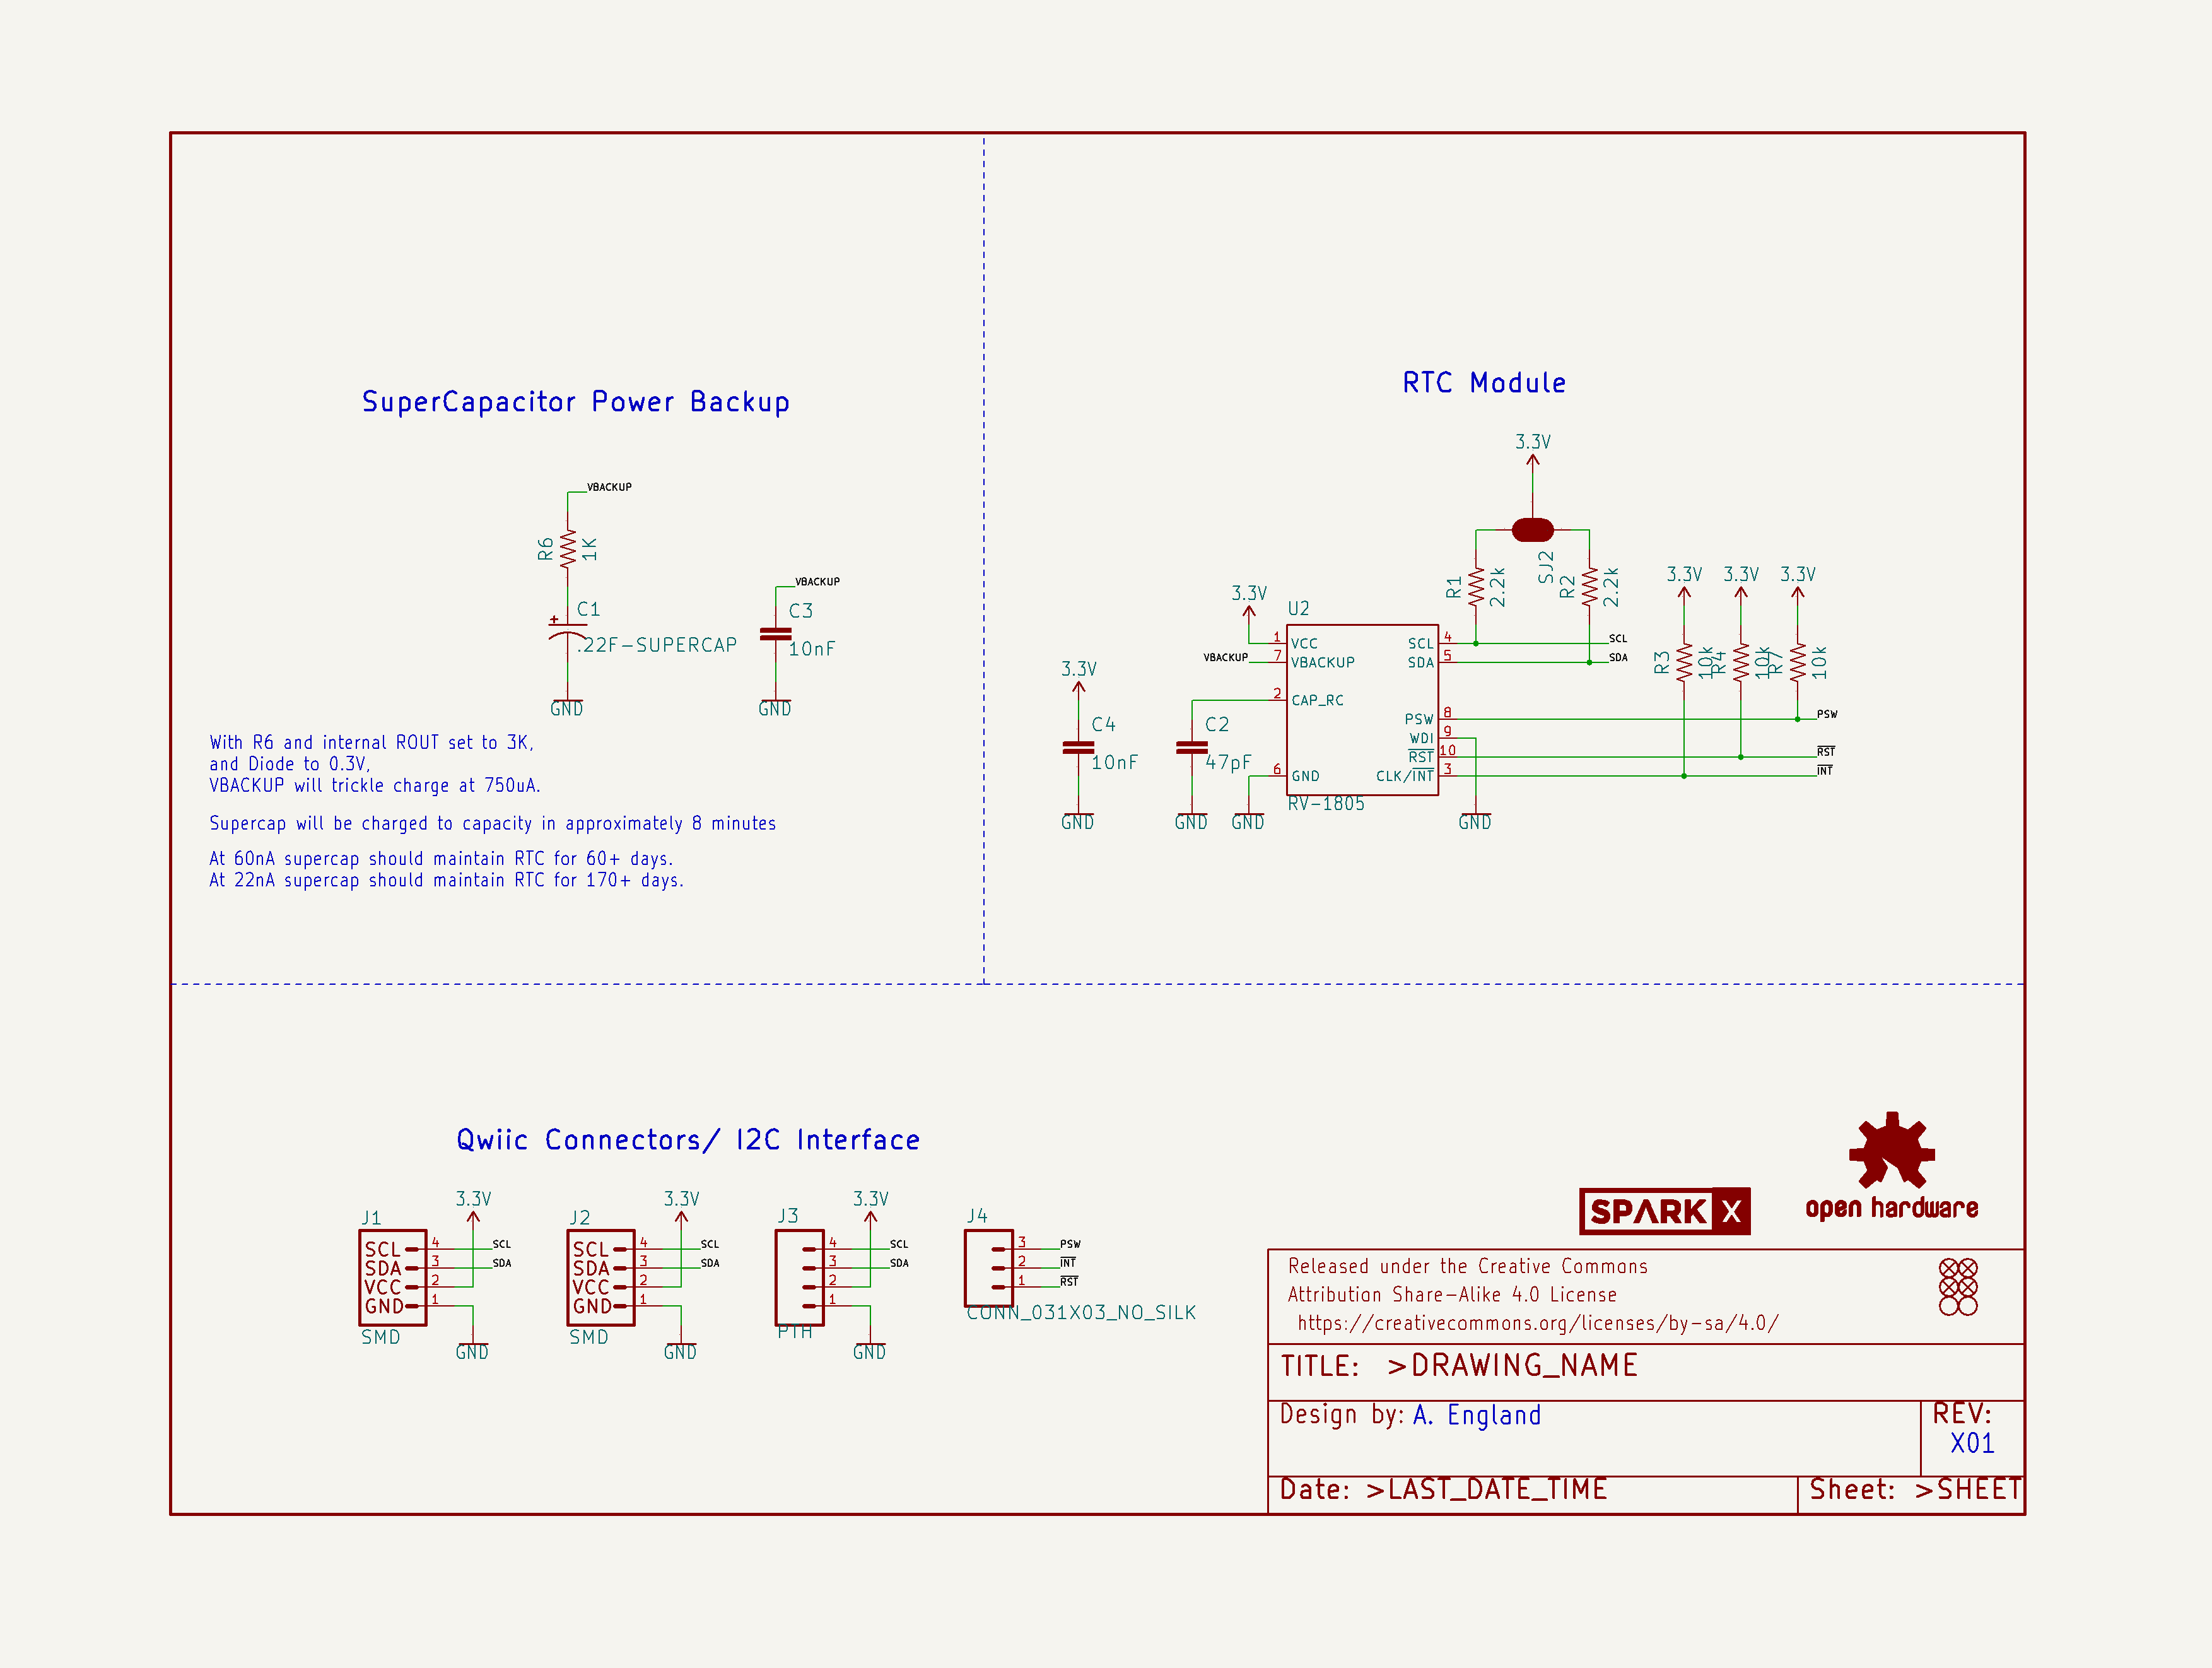 SuperCapacitor Power Backup
VBACKUP
R6
1K
C1
.22F-SUPERCAP
GND
VBACKUP
C3
10nF
GND
With R6 and internal ROUT set to 3K,
and Diode to 0.3V,
VBACKUP will trickle charge at 750uA.
Supercap will be charged to capacity in approximately 8 minutes
At 60nA supercap should maintain RTC for 60+ days.
At 22nA supercap should maintain RTC for 170+ days.
RTC Module
3.3V
SJ2
R1
2.2k
R2
2.2k
3.3V
3.3V
3.3V
R3
10k
R4
10k
R7
10k
3.3V
U2
1
VCC
SCL
4
SCL
VBACKUP
7
VBACKUP
SDA
5
SDA
2
CAP_RC
PSW
8
PSW
WDI
9
RST
10
RST
6
GND
CLK/INT
3
INT
RV-1805
3.3V
C4
10nF
GND
C2
47pF
GND
GND
GND
Qwiic Connectors/ I2C Interface
J1
3.3V
SCL
4
SCL
SDA
3
SDA
VCC
2
GND
1
SMD
GND
J2
3.3V
SCL
4
SCL
SDA
3
SDA
VCC
2
GND
1
SMD
GND
J3
3.3V
4
SCL
3
SDA
2
1
PTH
GND
J4
3
PSW
2
INT
1
RST
CONN_031X03_NO_SILK
SPARK X
open hardware
Released under the Creative Commons
Attribution Share-Alike 4.0 License
https://creativecommons.org/licenses/by-sa/4.0/
TITLE: >DRAWING_NAME
Design by: A. England
REV:
X01
Date: >LAST_DATE_TIME
Sheet: >SHEET